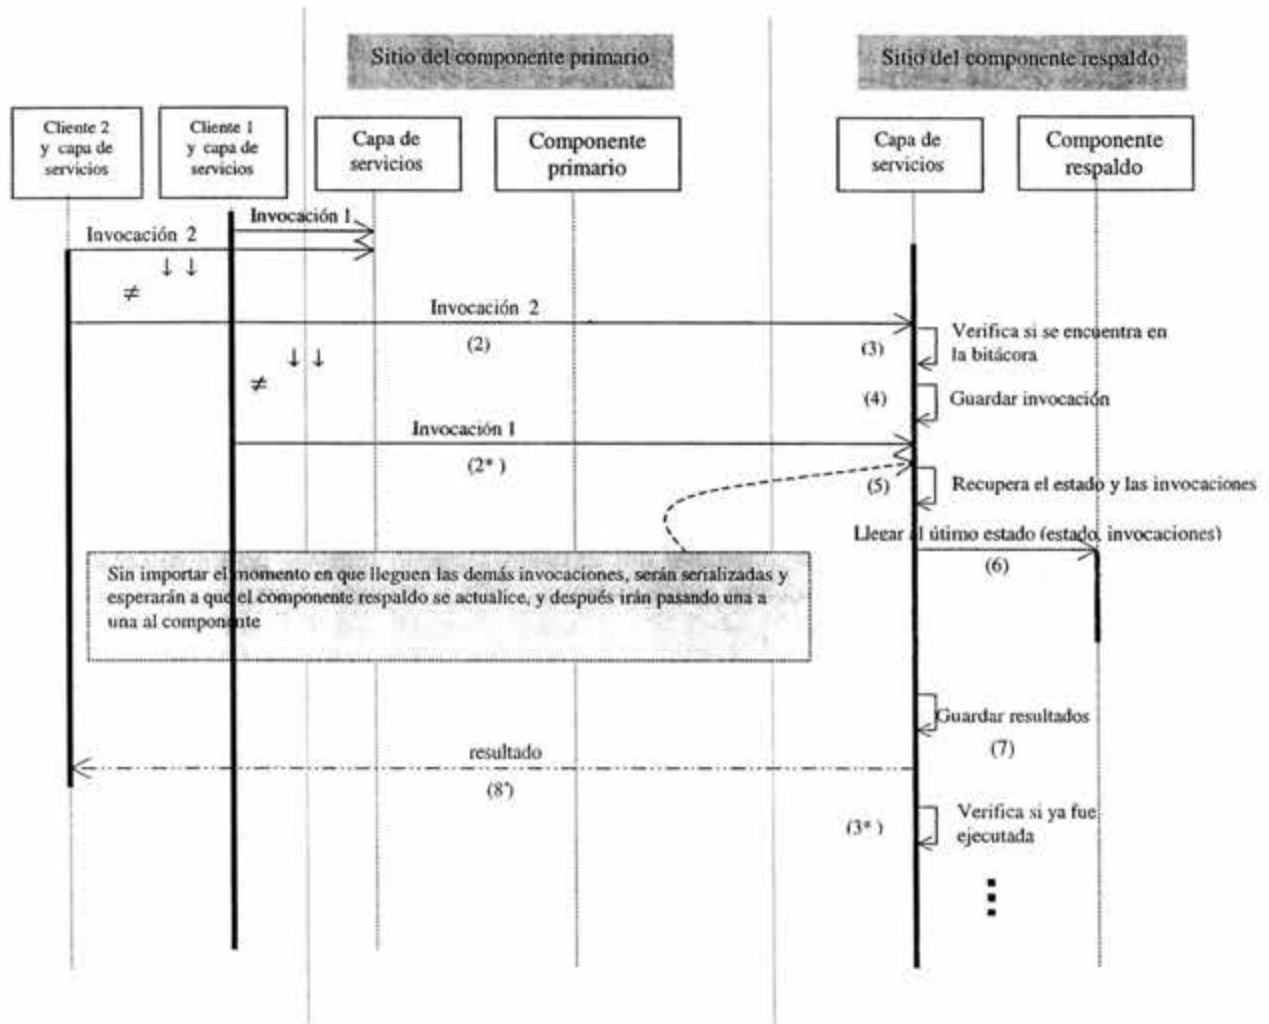 Sitio del componente primario
Sitio del componente respaldo
Cliente 2
y capa de
servicios
Cliente 1
y capa de
servicios
Capa de
servicios
Componente
primario
Capa de
servicios
Componente
respaldo
Invocación 1
Invocación 2
↓ ↓
≠
Invocación 2
(2)
(3)
Verifica si se encuentra en
la bitácora
↓ ↓
≠
(4)
Guardar invocación
Invocación 1
(2*)
(5)
Recupera el estado y las invocaciones
Llegar al útimo estado (estado, invocaciones)
(6)
Sin importar el momento en que lleguen las demás invocaciones, serán serializadas y
esperarán a que el componente respaldo se actualice, y después irán pasando una a
una al componente
Guardar resultados
(7)
resultado
(8')
(3*)
Verifica si ya fue
ejecutada